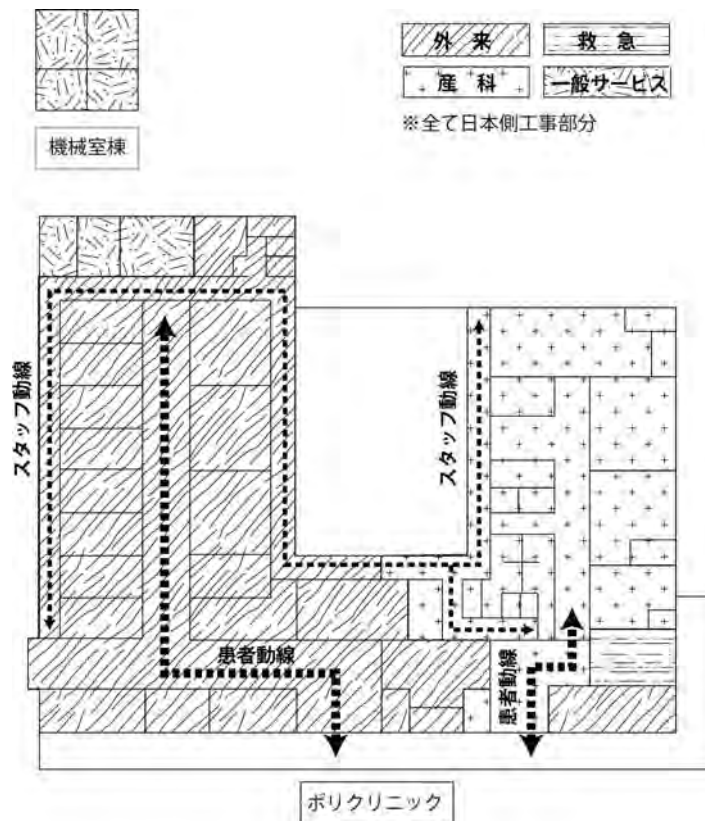 外来
救急
産科
一般サービス
※全て日本側工事部分
機械室棟
スタッフ動線
スタッフ動線
患者動線
患者動線
ポリクリニック